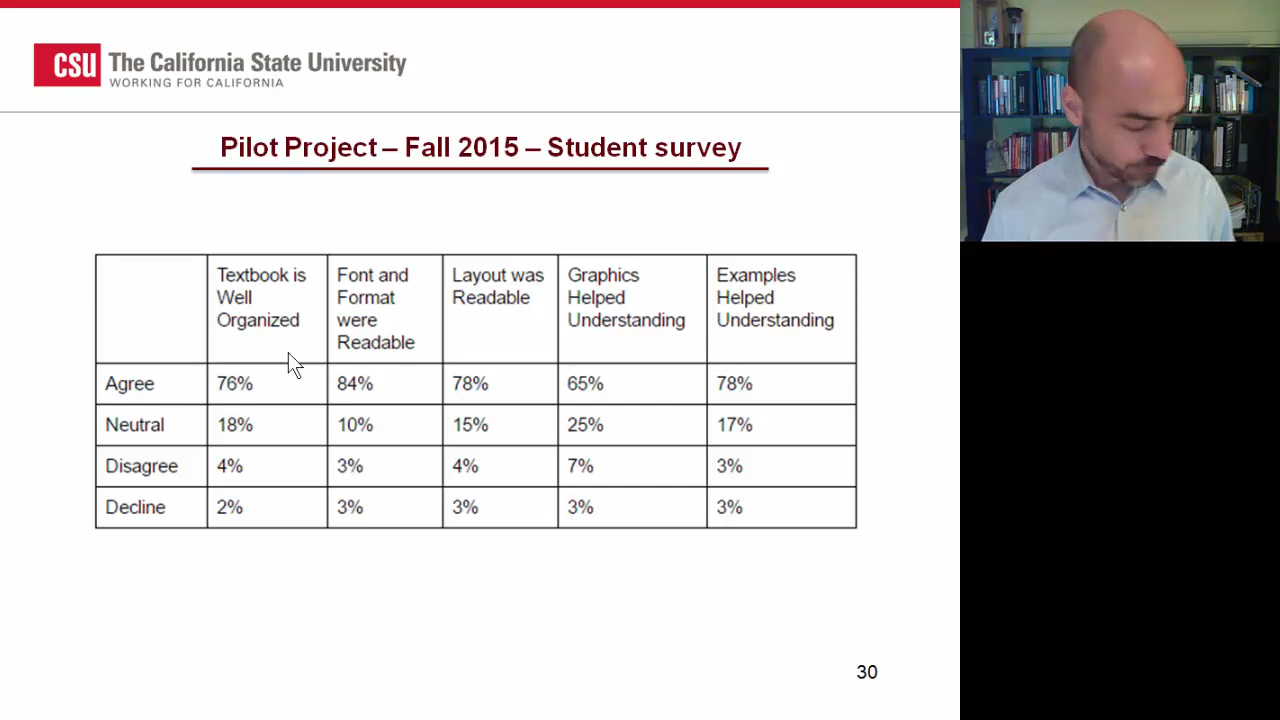 CSU The California State University
WORKING FOR CALIFORNIA
Pilot Project – Fall 2015 – Student survey
Textbook is Well Organized
Font and Format were Readable
Layout was Readable
Graphics Helped Understanding
Examples Helped Understanding
Agree 76% 84% 78% 65% 78%
Neutral 18% 10% 15% 25% 17%
Disagree 4% 3% 4% 7% 3%
Decline 2% 3% 3% 3% 3%
30